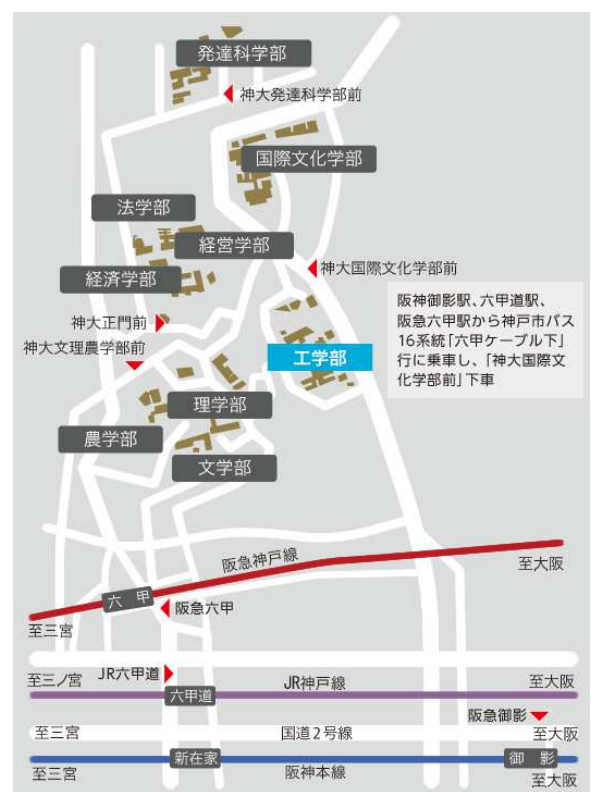 発達科学部
神大発達科学部前
国際文化学部
法学部
経営学部
神大国際文化学部前
経済学部
阪神御影駅、六甲道駅、
阪急六甲駅から神戸市バス
16系統「六甲ケーブル下」
行に乗車し、「神大国際文
化学部前」下車
神大正門前
神大文理農学部前
工学部
理学部
農学部
文学部
阪急神戸線
至大阪
六甲
阪急六甲
至三宮
JR六甲道
至三ノ宮
JR神戸線
至大阪
六甲道
阪急御影
至三宮
国道2号線
至大阪
新在家
御影
至三宮
阪神本線
至大阪